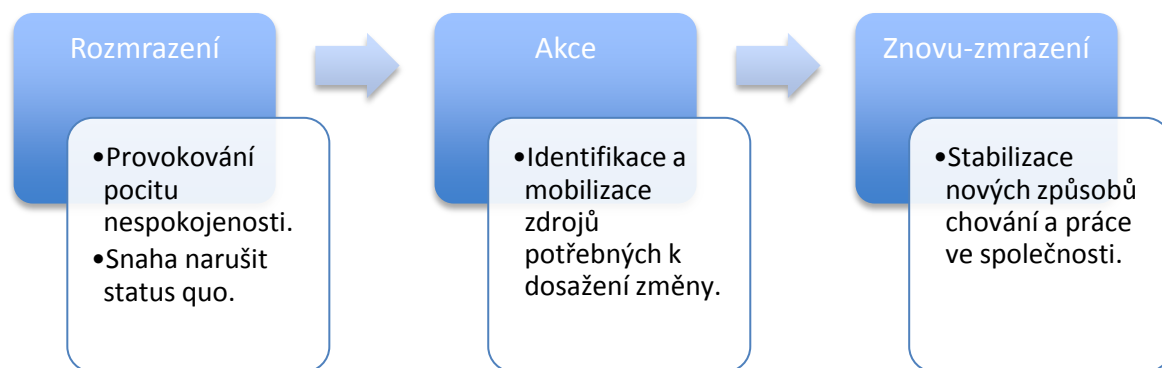 Rozmrazení
•Provokování
pocitu
nespokojenosti.
•Snaha narušit
status quo.
Akce
•Identifikace a
mobilizace
zdrojů
potřebných k
dosažení změny.
Znovu-zmrazení
•Stabilizace
nových způsobů
chování a práce
ve společnosti.